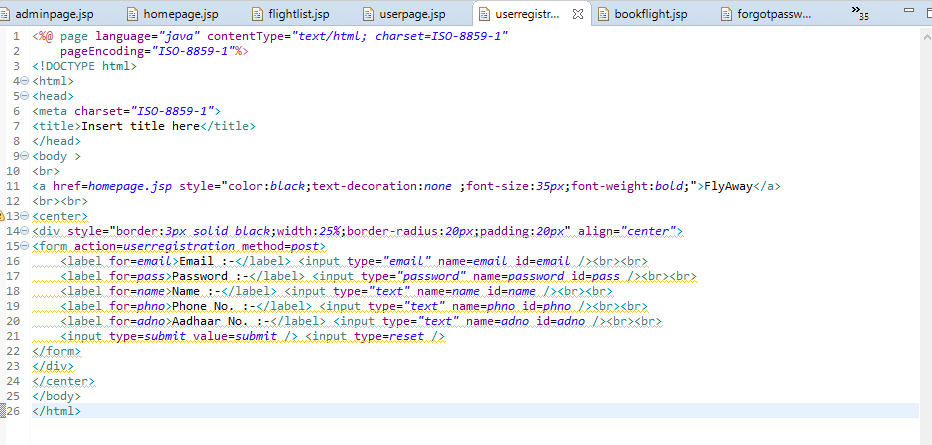 adminpage.jsp homepage.jsp flightlist.jsp userpage.jsp userregistr... bookflight.jsp forgotpassw... »35
1 <%@ page language="java" contentType="text/html; charset=ISO-8859-1"
2     pageEncoding="ISO-8859-1"%>
3 <!DOCTYPE html>
4 <html>
5 <head>
6 <meta charset="ISO-8859-1">
7 <title>Insert title here</title>
8 </head>
9 <body >
10 <br>
11 <a href=homepage.jsp style="color:black;text-decoration:none ;font-size:35px;font-weight:bold;">FlyAway</a>
12 <br><br>
13 <center>
14 <div style="border:3px solid black;width:25%;border-radius:20px;padding:20px" align="center">
15 <form action=userregistration method=post>
16     <label for=email>Email :-</label> <input type="email" name=email id=email /><br><br>
17     <label for=pass>Password :-</label> <input type="password" name=password id=pass /><br><br>
18     <label for=name>Name :-</label> <input type="text" name=name id=name /><br><br>
19     <label for=phno>Phone No. :-</label> <input type="text" name=phno id=phno /><br><br>
20     <label for=adno>Aadhaar No. :-</label> <input type="text" name=adno id=adno /><br><br>
21     <input type=submit value=submit /> <input type=reset />
22 </form>
23 </div>
24 </center>
25 </body>
26 </html>